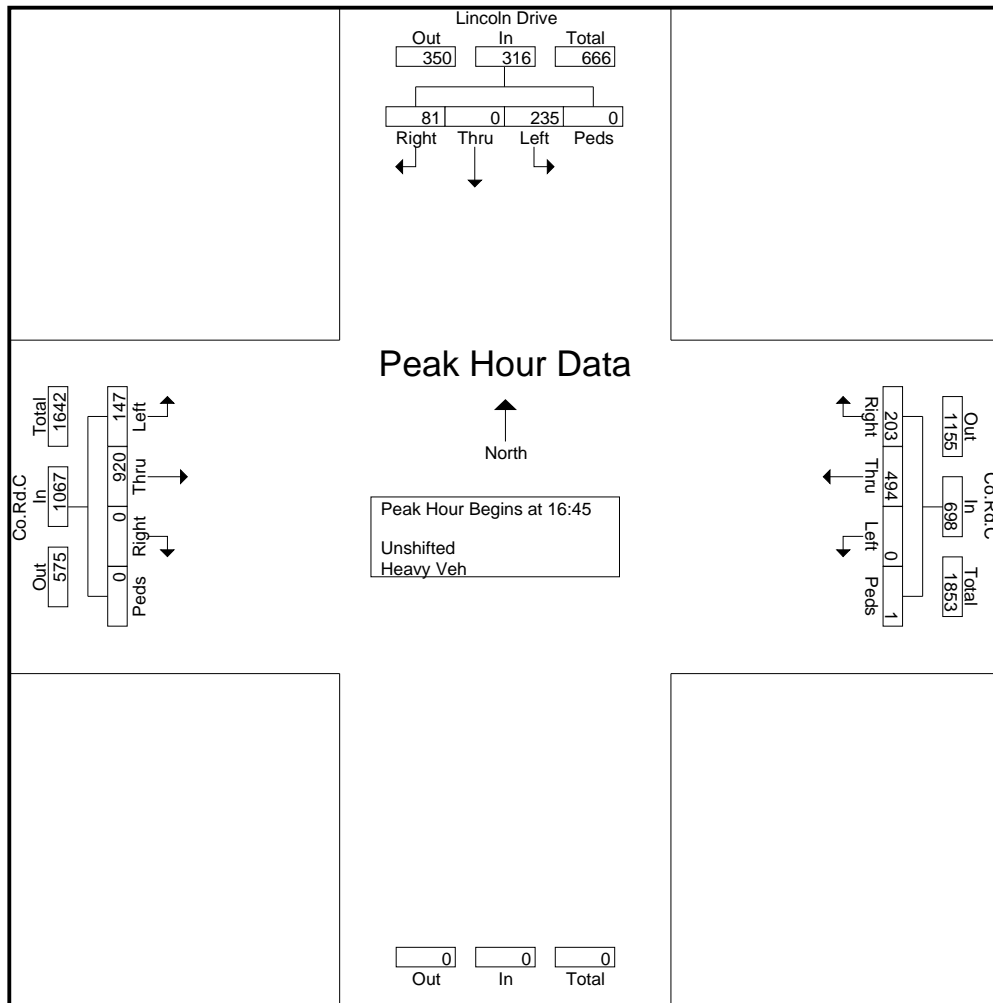 Lincoln Drive
Out In Total
350 316 666
81 0 235 0
Right Thru Left Peds
Peak Hour Data
North
Peak Hour Begins at 16:45
Unshifted
Heavy Veh
Co.Rd.C
Total In Out
1642 1067 575
147 920 0 0
Left Thru Right Peds
Right Thru Left Peds
203 494 0 1
Out In Total
1155 698 1853
Co.Rd.C
0 0 0
Out In Total